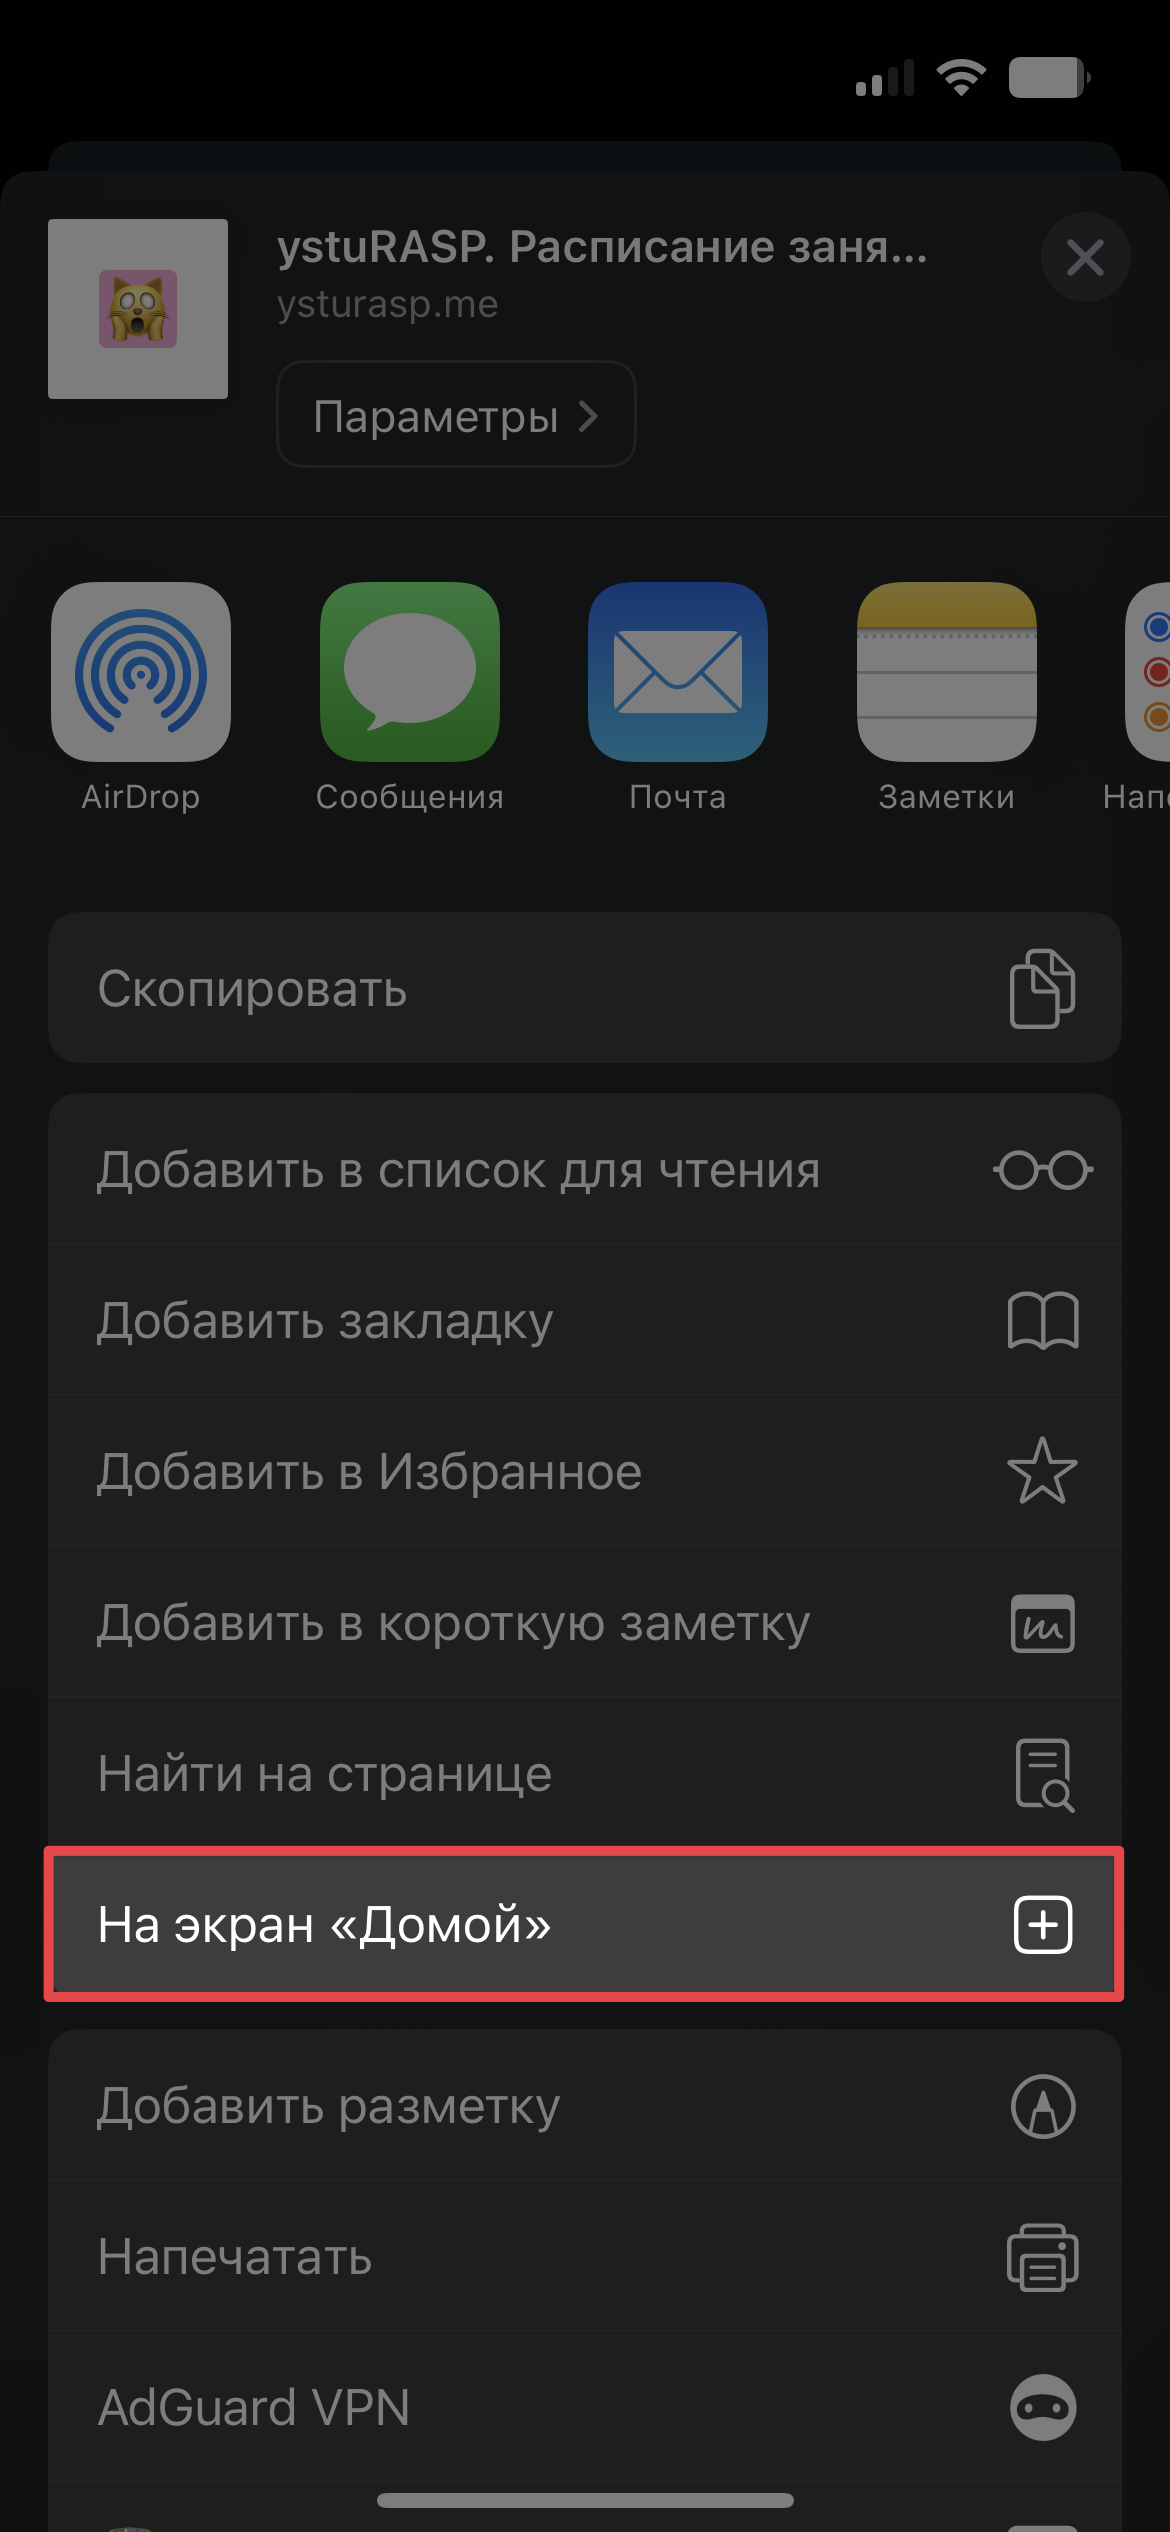 ystuRASP. Расписание заня...
ysturasp.me
Параметры
AirDrop
Сообщения
Почта
Заметки
Скопировать
Добавить в список для чтения
Добавить закладку
Добавить в Избранное
Добавить в короткую заметку
Найти на странице
На экран «Домой»
Добавить разметку
Напечатать
AdGuard VPN